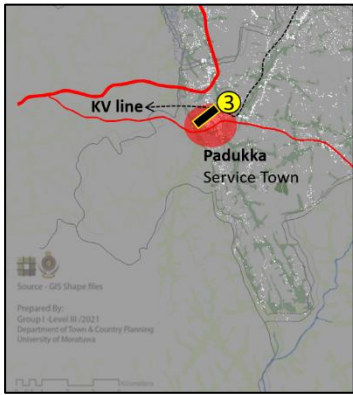 3
KV line
Padukka
Service Town
Source - GIS Shape files
Prepared By:
Group I -Level III /2021
Department of Town & Country Planning
University of Moratuwa
Kilometers